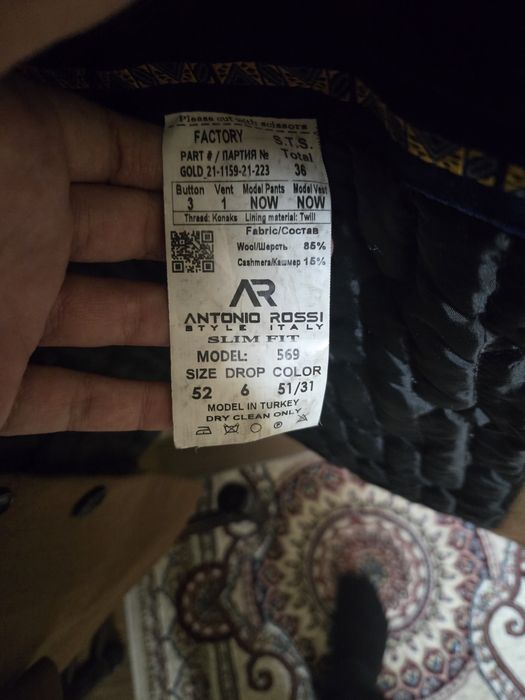 Please cut with scissors
FACTORY S.T.S.
PART # / ПАРТИЯ № Total
GOLD_21-1159-21-223 36
Button Vent Model Pants Model Vest
3 1 NOW NOW
Thread: Konaks Lining material: Twill
Fabric/Состав
Wool/Шерсть 85%
Cashmere/Кашмер 15%
AR
ANTONIO ROSSI
STYLE ITALY
SLIM FIT
MODEL: 569
SIZE DROP COLOR
52 6 51/31
MODEL IN TURKEY
DRY CLEAN ONLY